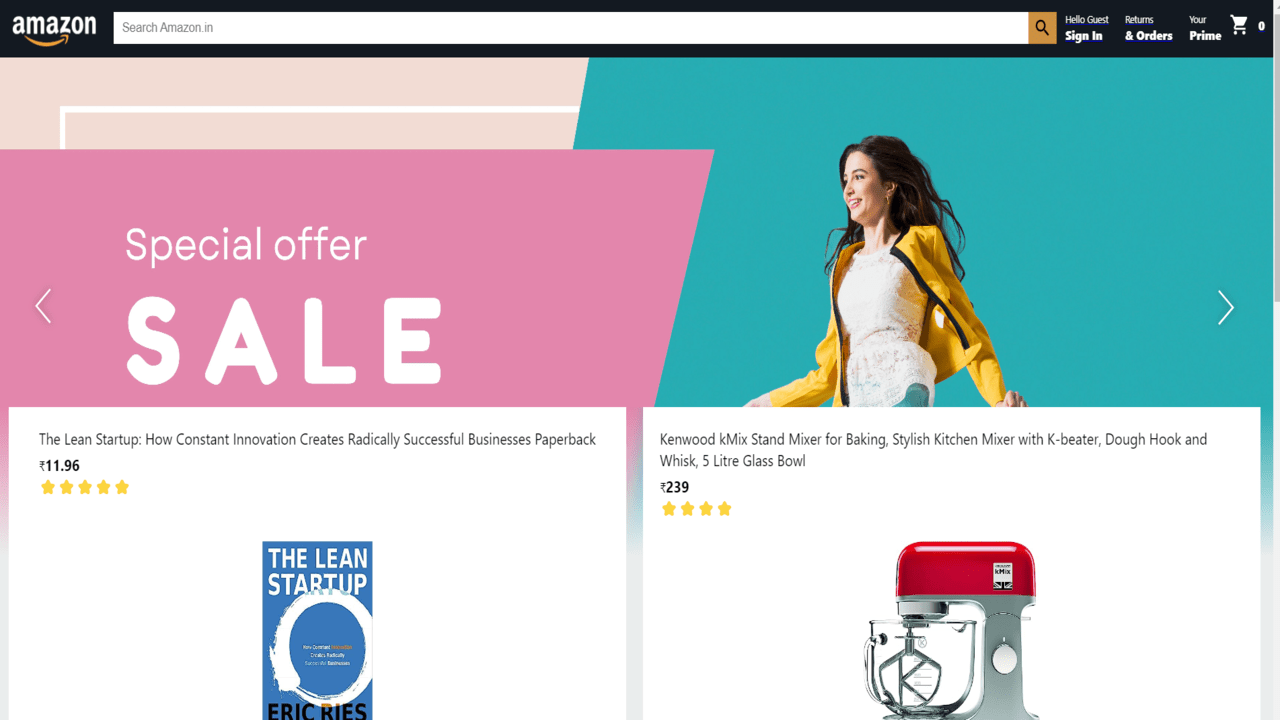 amazon
Search Amazon.in
Hello Guest
Sign In
Returns
& Orders
Your
Prime
0
Special offer
SALE
The Lean Startup: How Constant Innovation Creates Radically Successful Businesses Paperback
₹11.96
Kenwood kMix Stand Mixer for Baking, Stylish Kitchen Mixer with K-beater, Dough Hook and
Whisk, 5 Litre Glass Bowl
₹239
THE LEAN
STARTUP
How Constant Innovation
Creates Radically
Successful Businesses
ERIC RIES
kMix